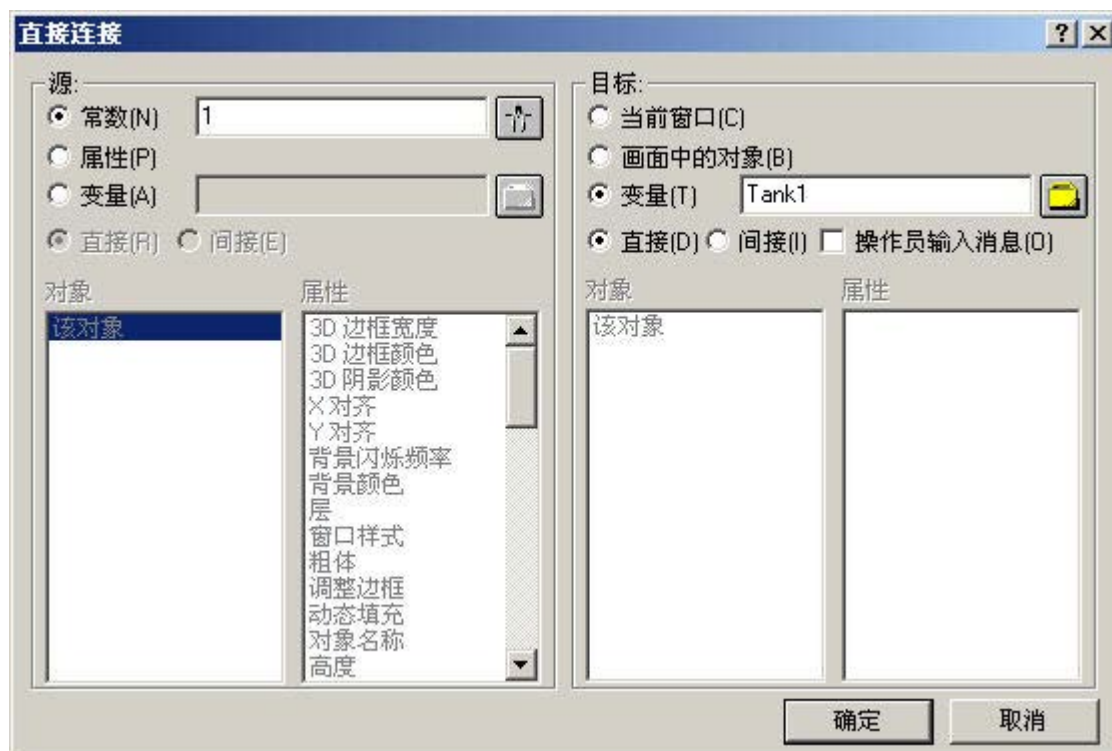 直接连接
源:
常数(N) 1
属性(P)
变量(A)
直接(R) 间接(E)
对象 属性
该对象
3D 边框宽度
3D 边框颜色
3D 阴影颜色
X 对齐
Y 对齐
背景闪烁频率
背景颜色
层
窗口样式
粗体
调整边框
动态填充
对象名称
高度
目标:
当前窗口(C)
画面中的对象(B)
变量(T) Tank1
直接(D) 间接(I) 操作员输入消息(O)
对象 属性
该对象
确定 取消